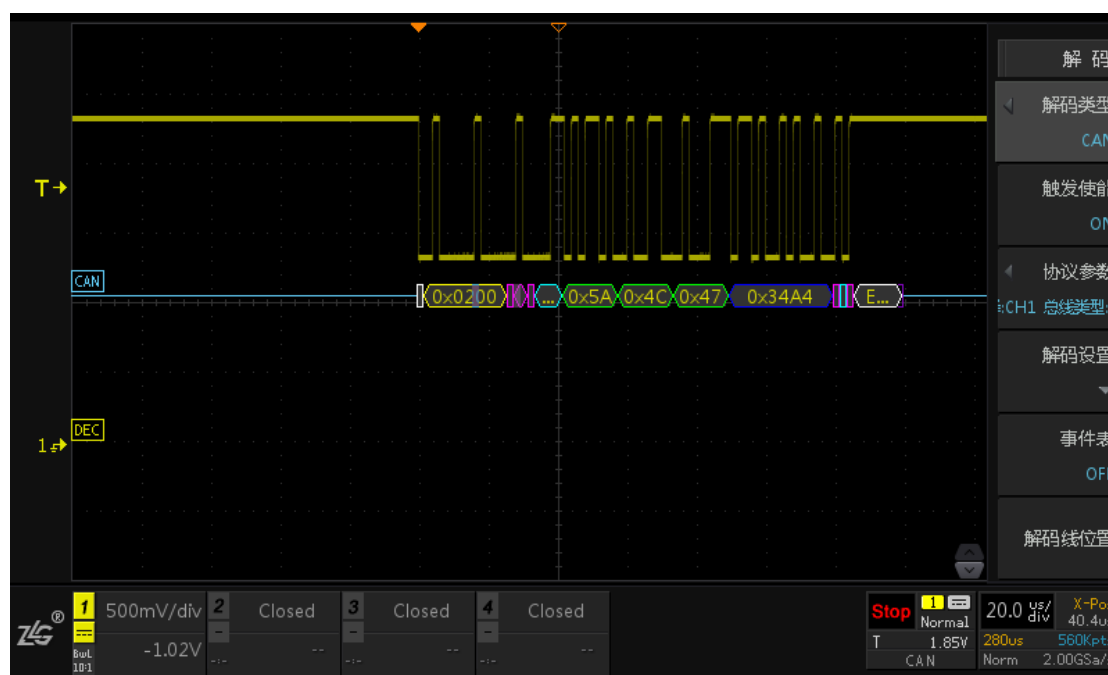 解 码
解码类型
CAN
触发使能
ON
T
CAN
0x0200
...
0x5A
0x4C
0x47
0x34A4
E...
协议参数
:CH1 总线类型:
解码设置
DEC
1
事件表
OFF
解码线位置
ZLG®
1
500mV/div
BwL
10:1
-1.02V
2
Closed
--
3
Closed
--
4
Closed
--
Stop
1
Normal
T 1.85V
CAN
20.0 us/div
X-Pos
40.4us
280us
560Kpts
Norm
2.00GSa/